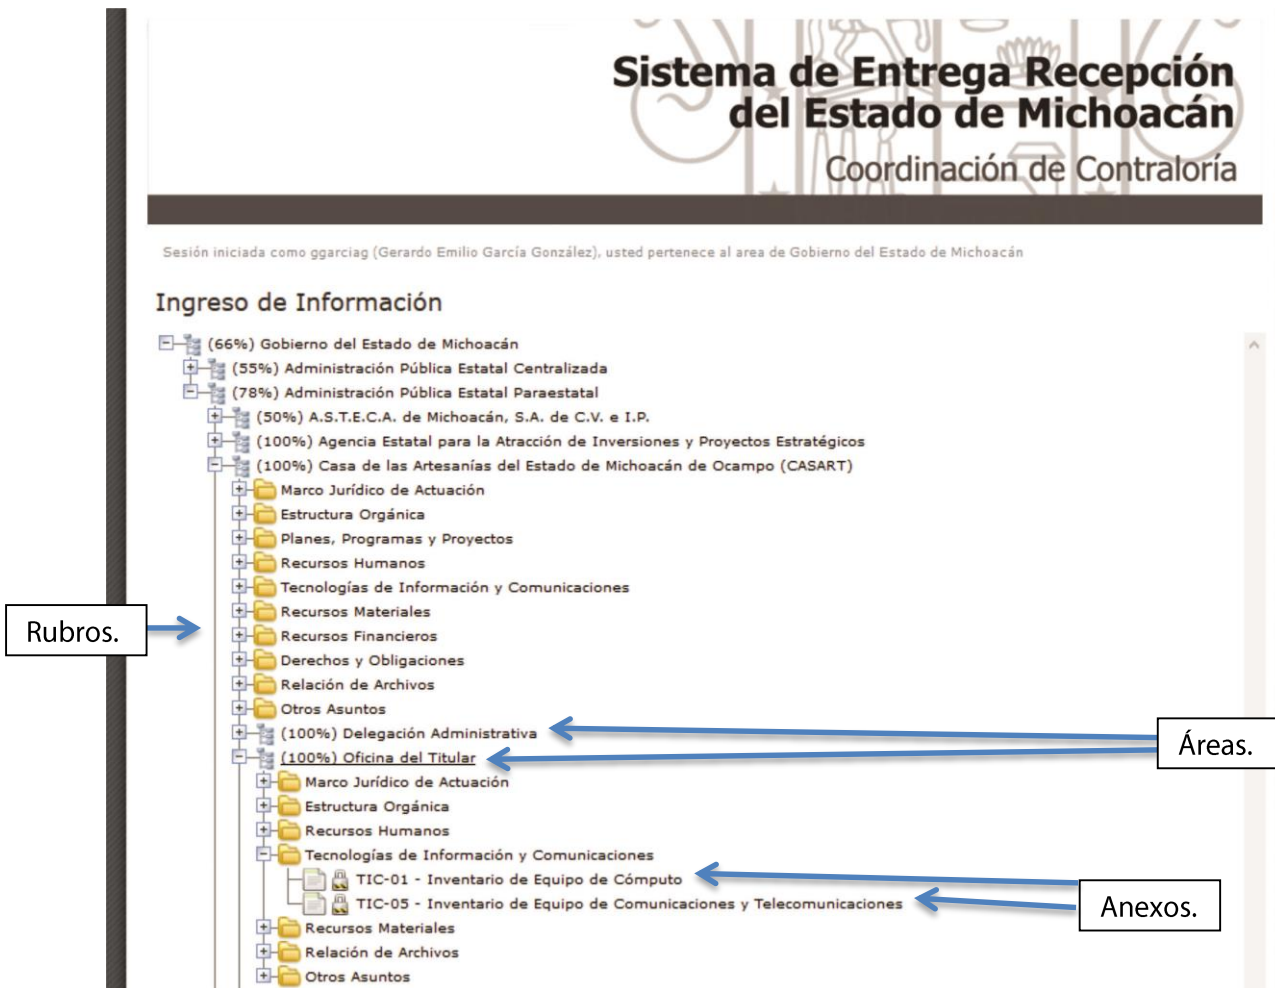 Sistema de Entrega Recepción
del Estado de Michoacán
Coordinación de Contraloría
Sesión iniciada como ggarciag (Gerardo Emilio García González), usted pertenece al area de Gobierno del Estado de Michoacán
Ingreso de Información
(66%) Gobierno del Estado de Michoacán
(55%) Administración Pública Estatal Centralizada
(78%) Administración Pública Estatal Paraestatal
(50%) A.S.T.E.C.A. de Michoacán, S.A. de C.V. e I.P.
(100%) Agencia Estatal para la Atracción de Inversiones y Proyectos Estratégicos
(100%) Casa de las Artesanías del Estado de Michoacán de Ocampo (CASART)
Marco Jurídico de Actuación
Estructura Orgánica
Planes, Programas y Proyectos
Recursos Humanos
Tecnologías de Información y Comunicaciones
Recursos Materiales
Rubros.
Recursos Financieros
Derechos y Obligaciones
Relación de Archivos
Otros Asuntos
(100%) Delegación Administrativa
Áreas.
(100%) Oficina del Titular
Marco Jurídico de Actuación
Estructura Orgánica
Recursos Humanos
Tecnologías de Información y Comunicaciones
TIC-01 - Inventario de Equipo de Cómputo
TIC-05 - Inventario de Equipo de Comunicaciones y Telecomunicaciones
Anexos.
Recursos Materiales
Relación de Archivos
Otros Asuntos